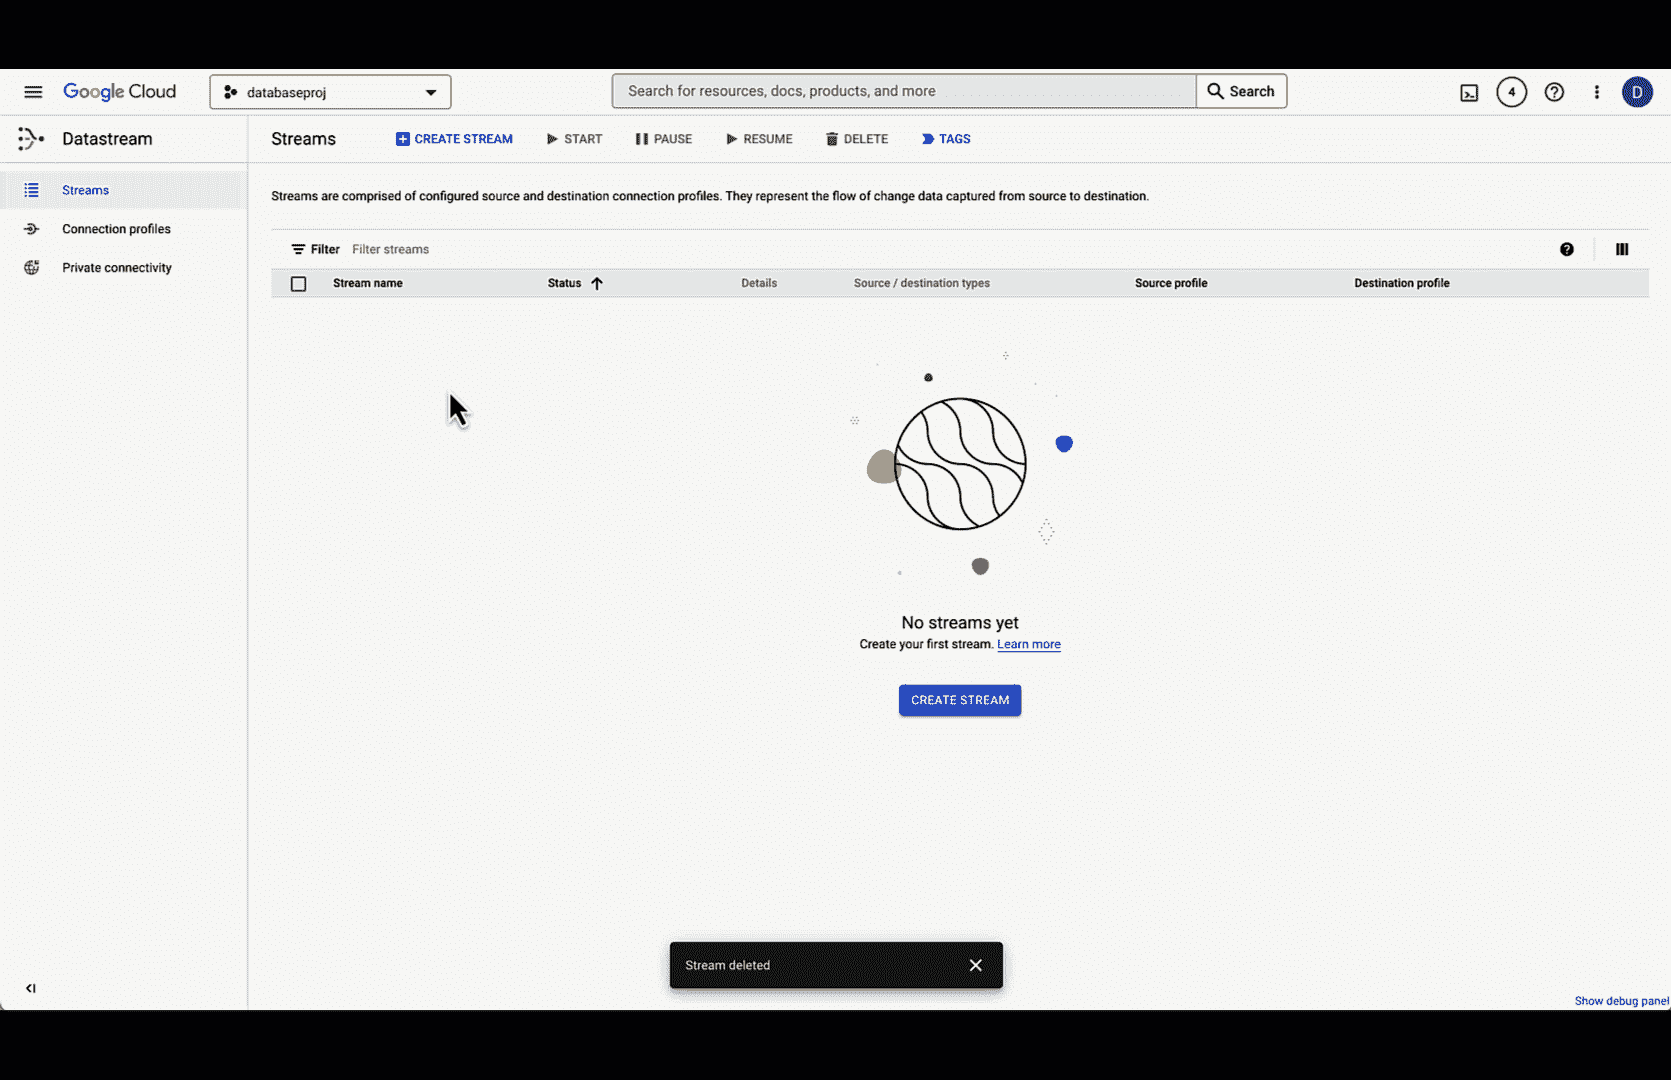 Google Cloud
databaseproj
Search for resources, docs, products, and more
Search
4
D
Datastream
Streams
CREATE STREAM
START
PAUSE
RESUME
DELETE
TAGS
Streams
Connection profiles
Private connectivity
Streams are comprised of configured source and destination connection profiles. They represent the flow of change data captured from source to destination.
Filter Filter streams
Stream name Status Details Source / destination types Source profile Destination profile
No streams yet
Create your first stream. Learn more
CREATE STREAM
Stream deleted
Show debug panel